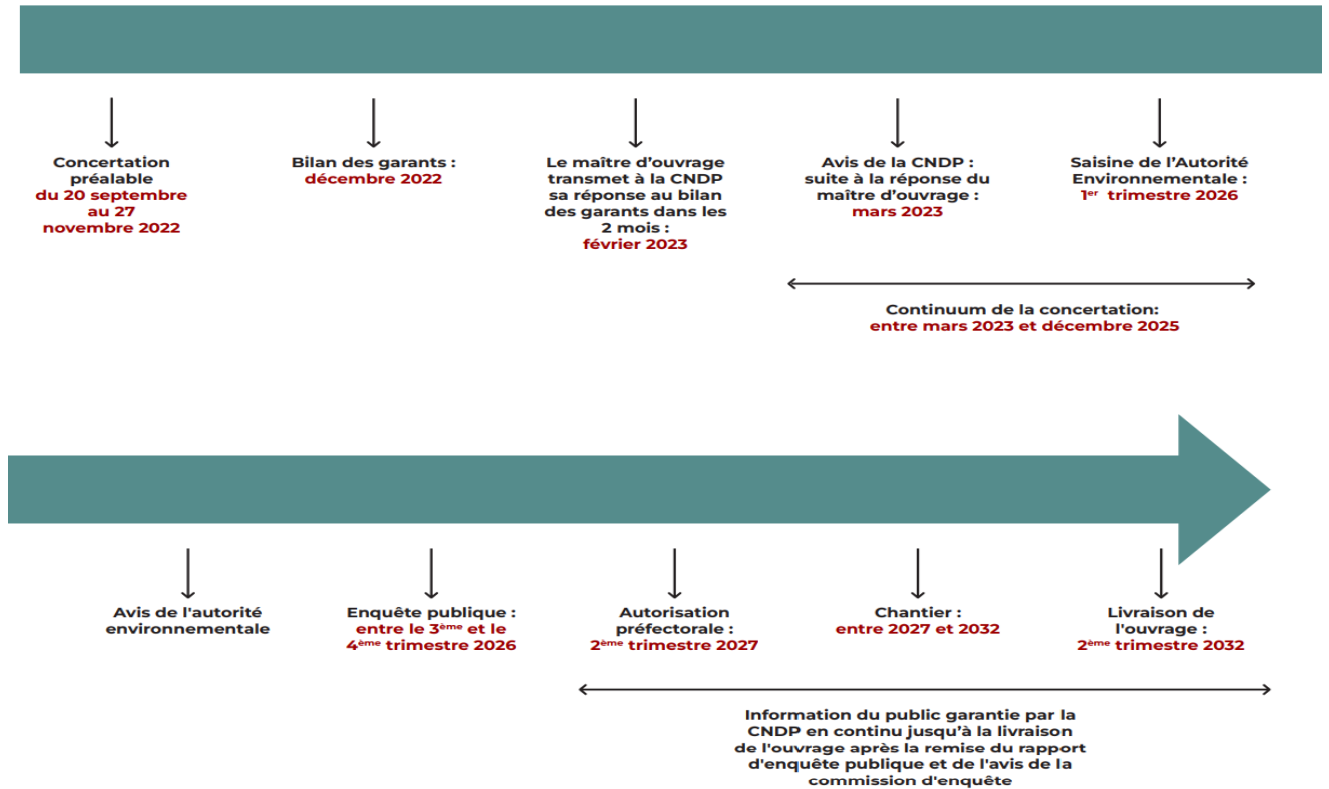 Concertation
préalable
du 20 septembre
au 27
novembre 2022
Bilan des garants :
décembre 2022
Le maître d’ouvrage
transmet à la CNDP
sa réponse au bilan
des garants dans les
2 mois :
février 2023
Avis de la CNDP :
suite à la réponse du
maître d’ouvrage :
mars 2023
Saisine de l’Autorité
Environnementale :
1er trimestre 2026
Continuum de la concertation:
entre mars 2023 et décembre 2025
Avis de l'autorité
environnementale
Enquête publique :
entre le 3ème et le
4ème trimestre 2026
Autorisation
préfectorale :
2ème trimestre 2027
Chantier :
entre 2027 et 2032
Livraison de
l'ouvrage :
2ème trimestre 2032
Information du public garantie par la
CNDP en continu jusqu’à la livraison
de l'ouvrage après la remise du rapport
d'enquête publique et de l'avis de la
commission d'enquête